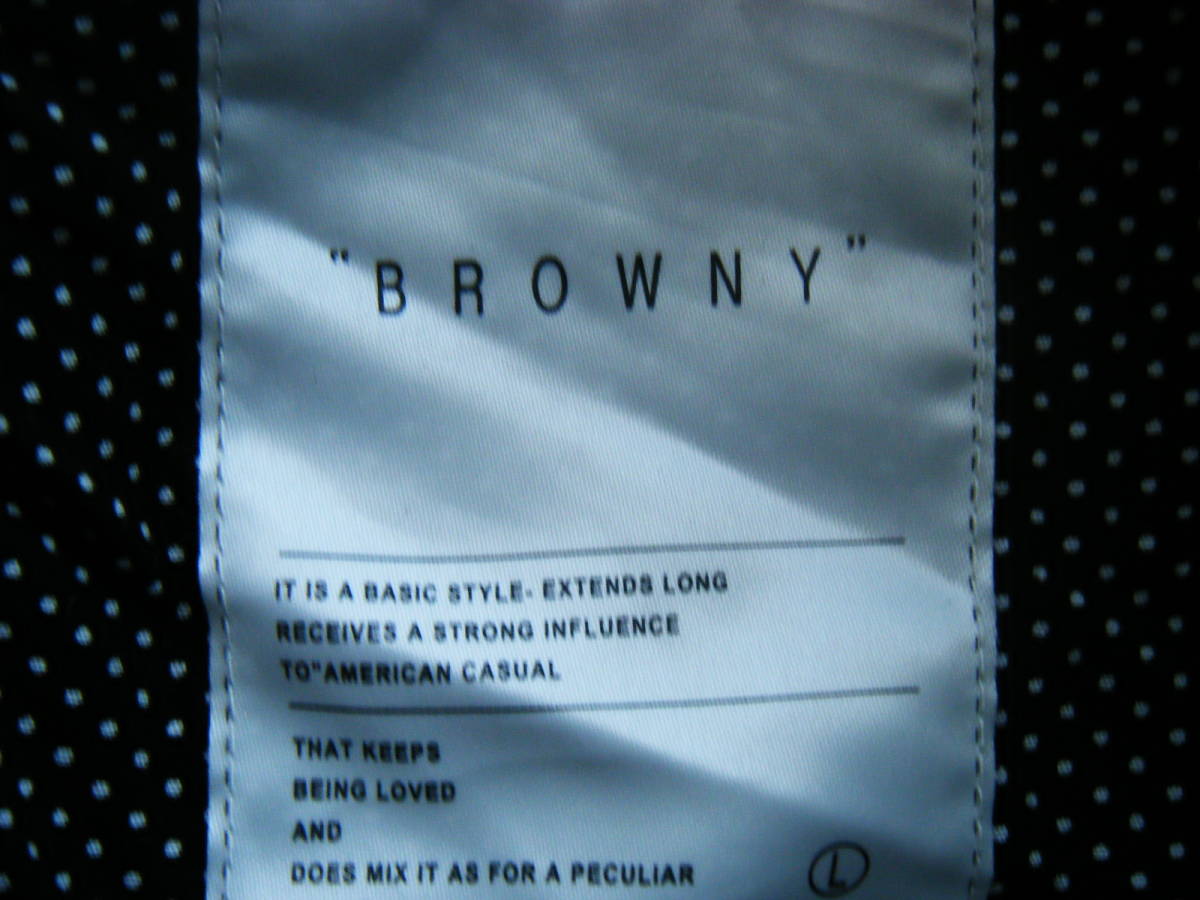 "BROWNY"
IT IS A BASIC STYLE- EXTENDS LONG
RECEIVES A STRONG INFLUENCE
TO"AMERICAN CASUAL
THAT KEEPS
BEING LOVED
AND
DOES MIX IT AS FOR A PECULIAR
L